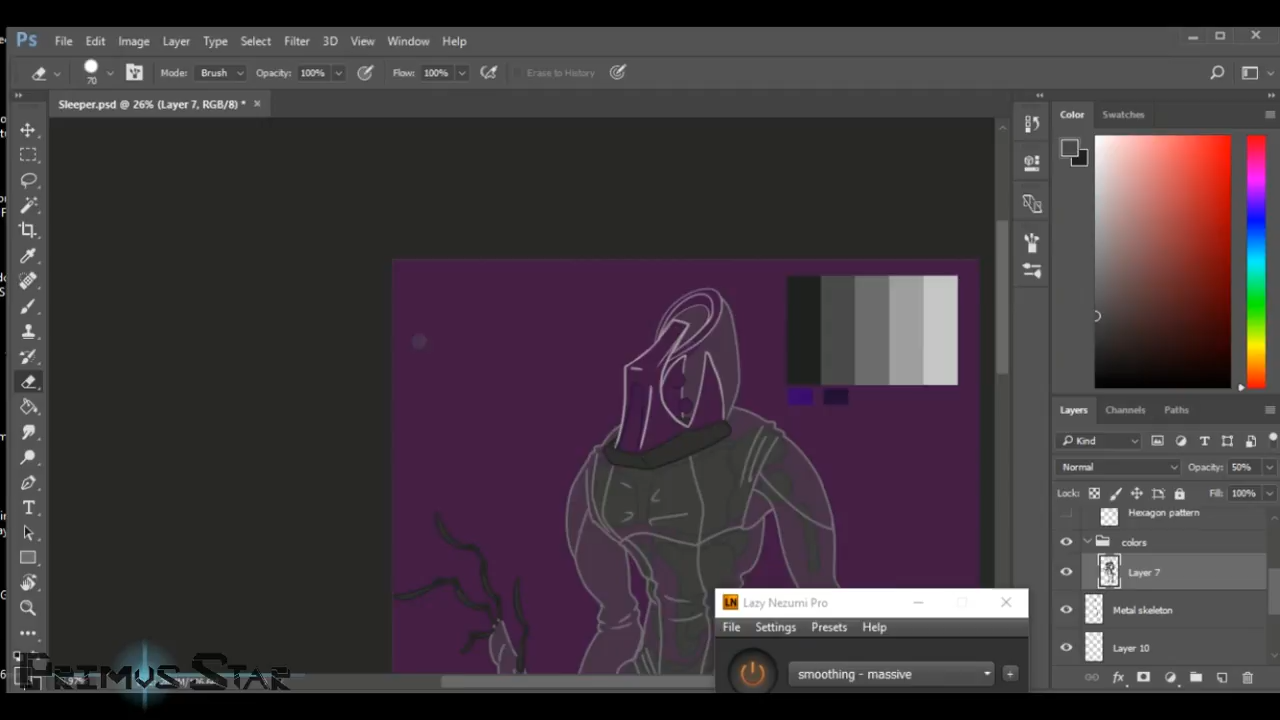 Ps File Edit Image Layer Type Select Filter 3D View Window Help
70 Mode: Brush Opacity: 100% Flow: 100% Erase to History
Sleeper.psd @ 26% (Layer 7, RGB/8) * ×
Color Swatches
Layers Channels Paths
Kind
Normal Opacity: 50%
Lock: Fill: 100%
Hexagon pattern
colors
Layer 7
Metal skeleton
Layer 10
fx
LN Lazy Nezumi Pro
File Settings Presets Help
smoothing - massive +
Primus Star